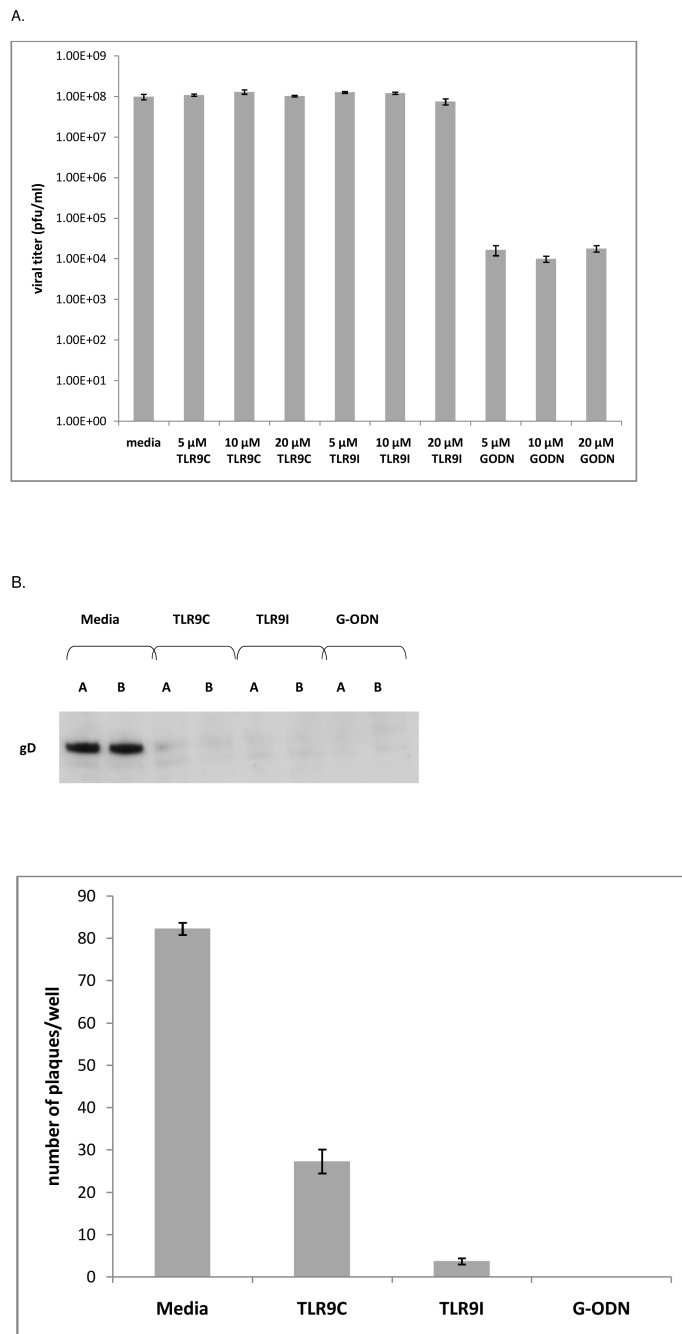 A.
1.00E+09
1.00E+08
1.00E+07
1.00E+06
1.00E+05
1.00E+04
1.00E+03
1.00E+02
1.00E+01
1.00E+00
viral titer (pfu/ml)
media 5 μM 10 μM 20 μM 5 μM 10 μM 20 μM 5 μM 10 μM 20 μM
TLR9C TLR9C TLR9C TLR9I TLR9I TLR9I GODN GODN GODN
B.
Media TLR9C TLR9I G-ODN
A B A B A B A B
gD
90
80
70
60
50
40
30
20
10
0
number of plaques/well
Media TLR9C TLR9I G-ODN